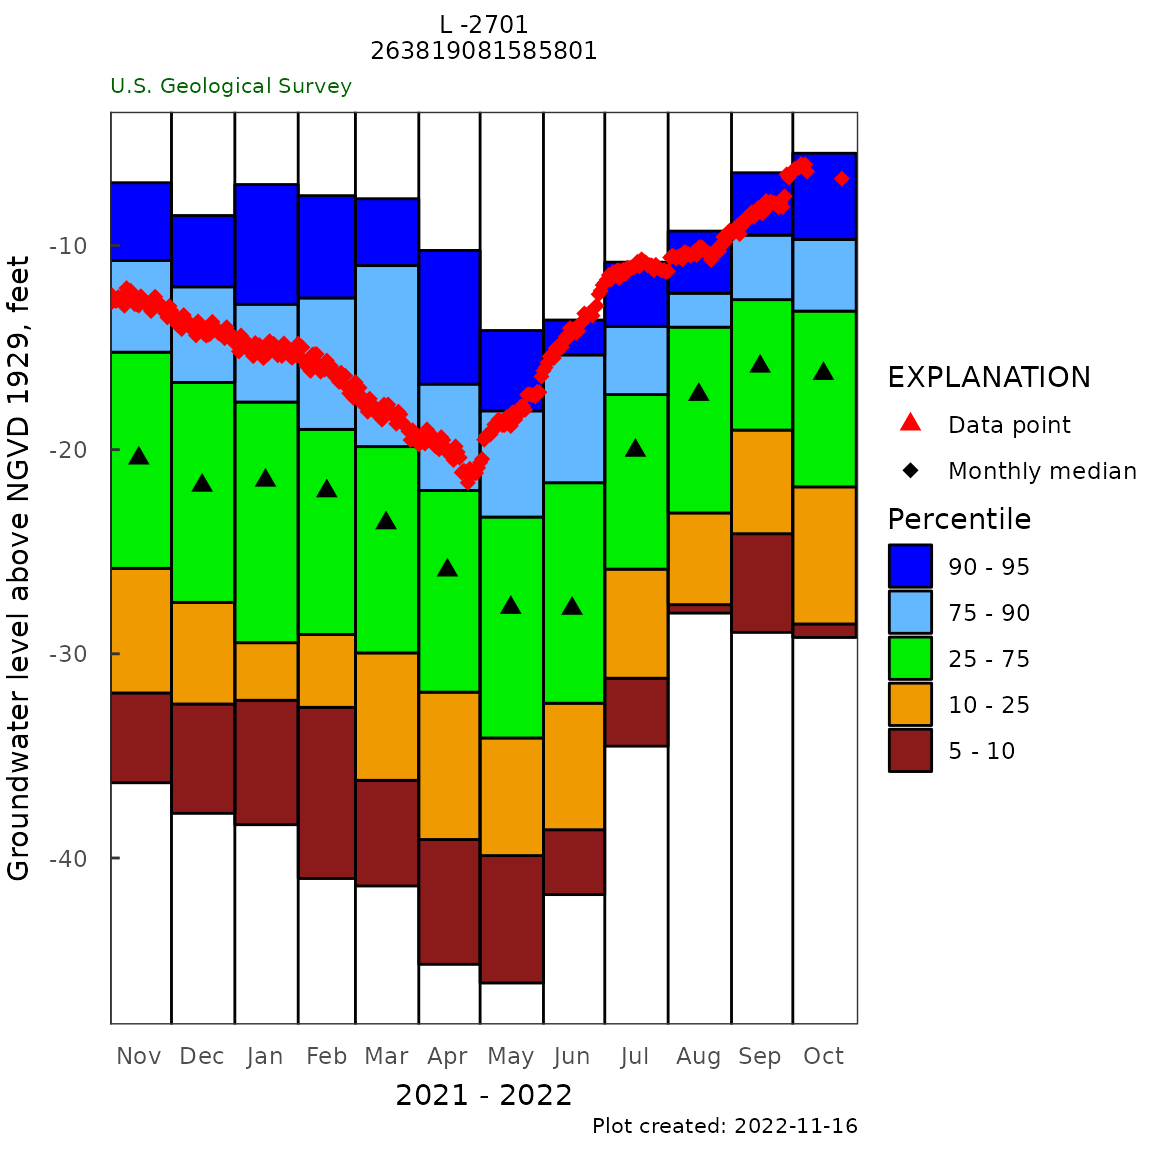 L -2701
263819081585801
U.S. Geological Survey
Groundwater level above NGVD 1929, feet
-10
-20
-30
-40
Nov Dec Jan Feb Mar Apr May Jun Jul Aug Sep Oct
2021 - 2022
Plot created: 2022-11-16
EXPLANATION
Data point
Monthly median
Percentile
90 - 95
75 - 90
25 - 75
10 - 25
5 - 10